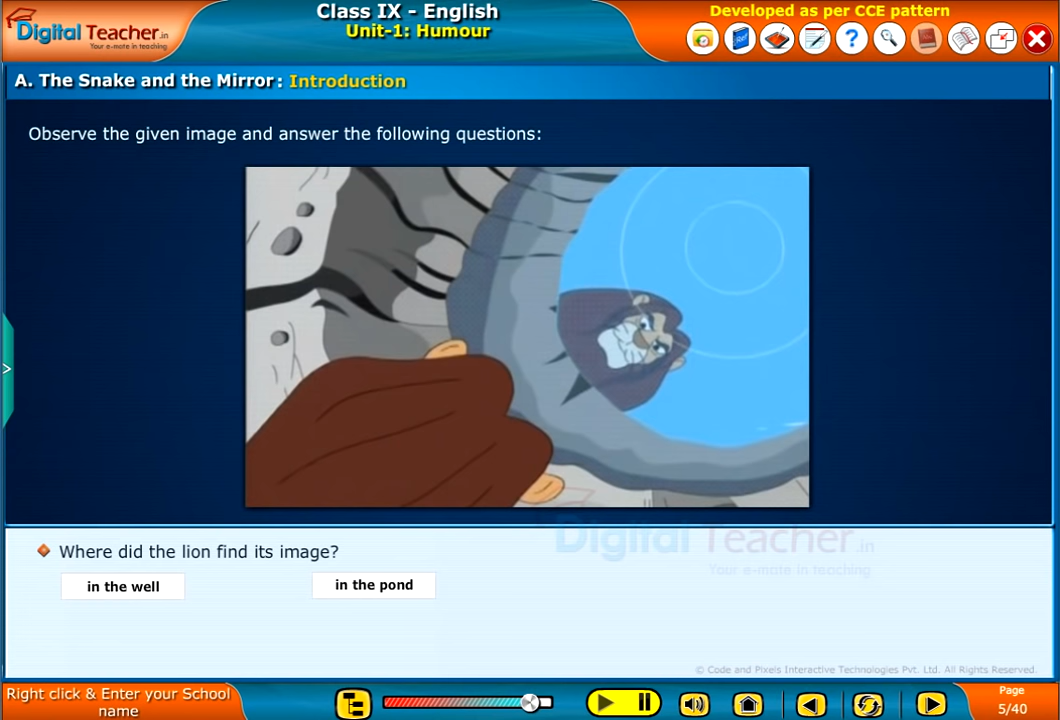 Digital Teacher.in
Your e-mate in teaching
Class IX - English
Unit-1: Humour
Developed as per CCE pattern
A. The Snake and the Mirror: Introduction
Observe the given image and answer the following questions:
Where did the lion find its image?
in the well
in the pond
Digital Teacher.in
Your e-mate in teaching
© Code and Pixels Interactive Technologies Pvt. Ltd. All Rights Reserved.
Right click & Enter your School
name
Page
5/40